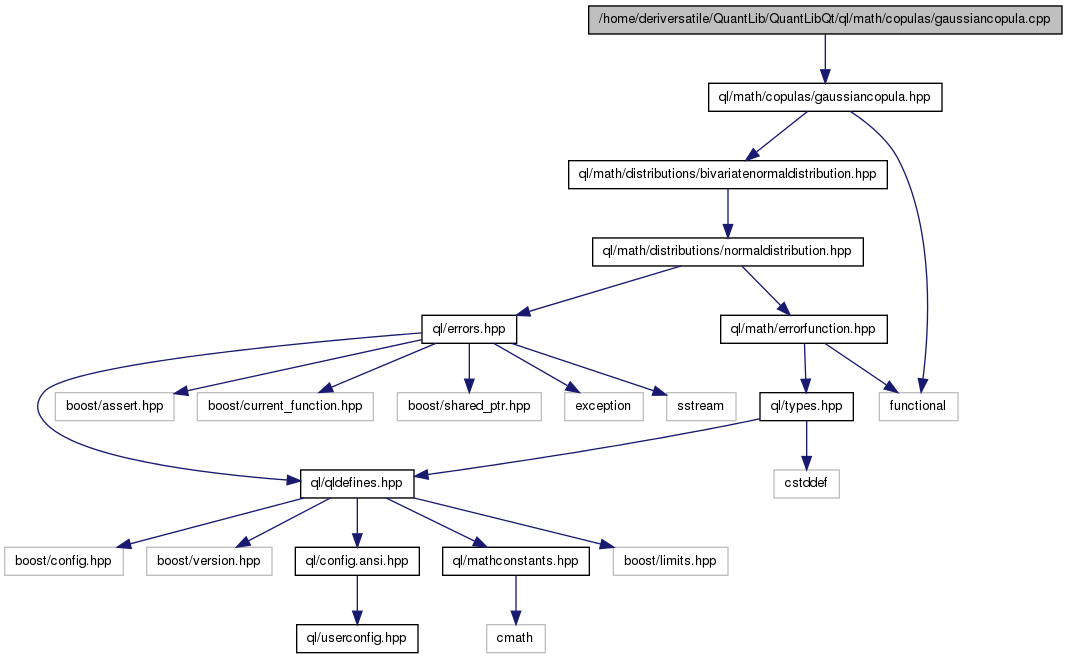 /home/deriversatile/QuantLib/QuantLibQt/ql/math/copulas/gaussiancopula.cpp
ql/math/copulas/gaussiancopula.hpp
ql/math/distributions/bivariatenormaldistribution.hpp
ql/math/distributions/normaldistribution.hpp
ql/errors.hpp
ql/math/errorfunction.hpp
boost/assert.hpp
boost/current_function.hpp
boost/shared_ptr.hpp
exception
sstream
ql/types.hpp
functional
ql/qldefines.hpp
cstddef
boost/config.hpp
boost/version.hpp
ql/config.ansi.hpp
ql/mathconstants.hpp
boost/limits.hpp
ql/userconfig.hpp
cmath